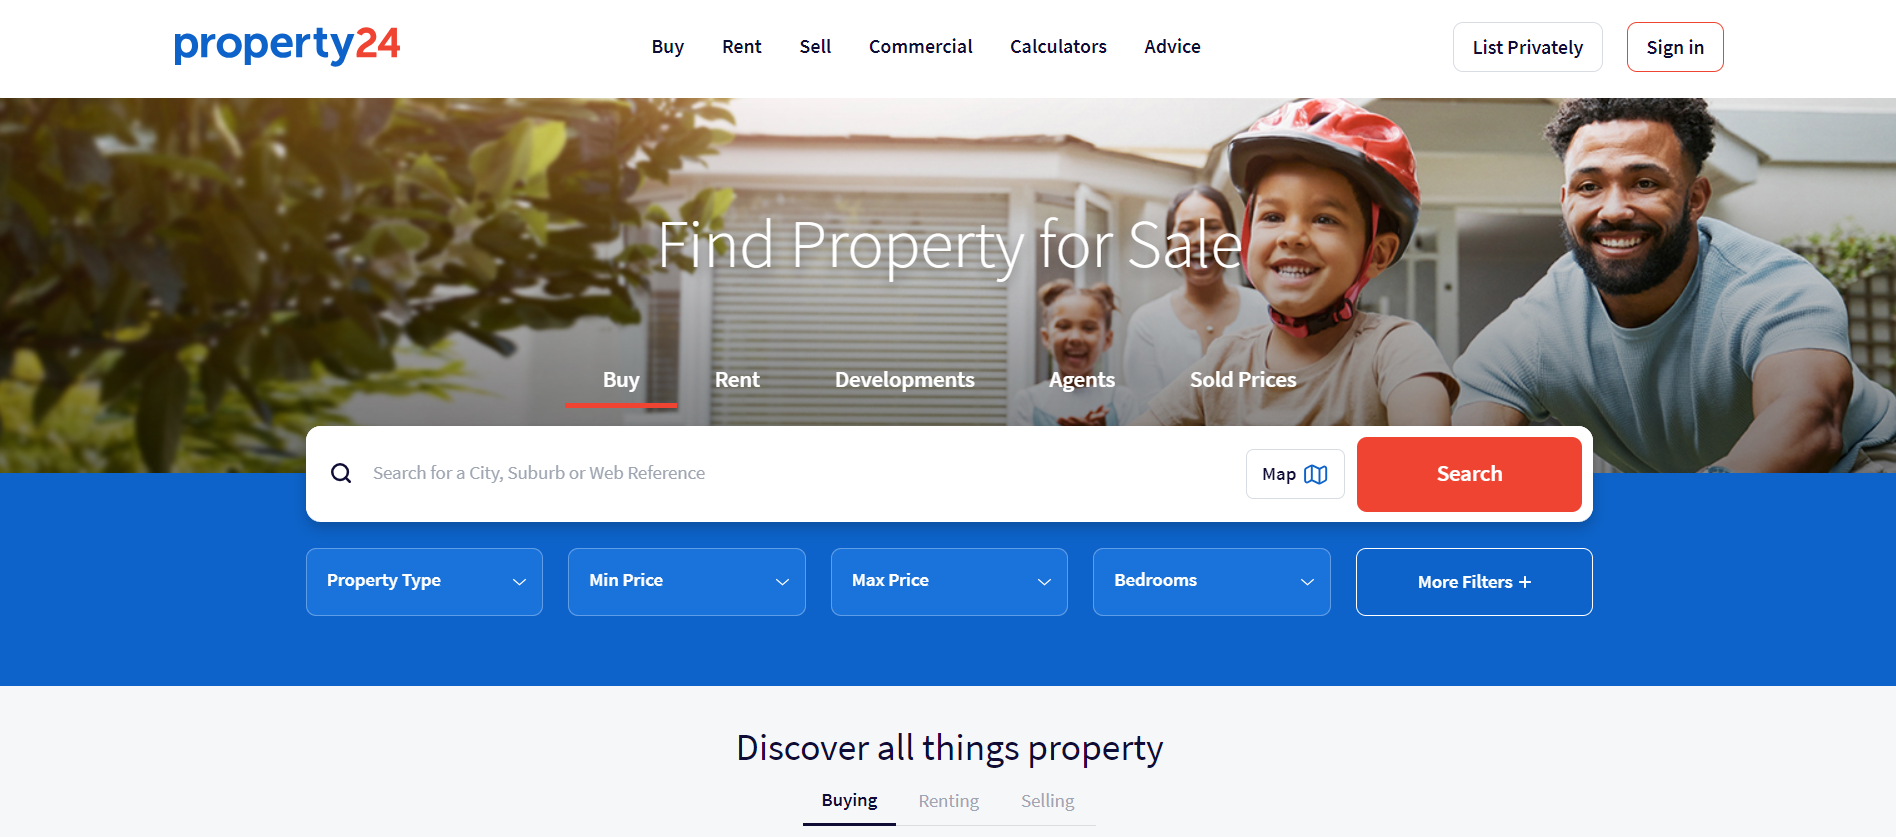 property24
Buy Rent Sell Commercial Calculators Advice
List Privately
Sign in
Find Property for Sale
Buy Rent Developments Agents Sold Prices
Search for a City, Suburb or Web Reference
Map
Search
Property Type
Min Price
Max Price
Bedrooms
More Filters +
Discover all things property
Buying Renting Selling